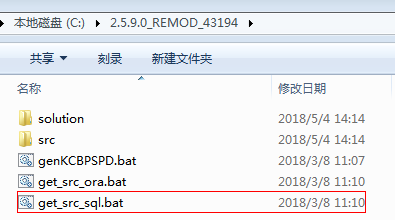 本地磁盘 (C:) ▸ 2.5.9.0_REMOD_43194 ▸
共享 刻录 新建文件夹
名称 修改日期
solution 2018/5/4 14:14
src 2018/5/4 14:14
genKCBPSPD.bat 2018/3/8 11:07
get_src_ora.bat 2018/3/8 11:10
get_src_sql.bat 2018/3/8 11:10